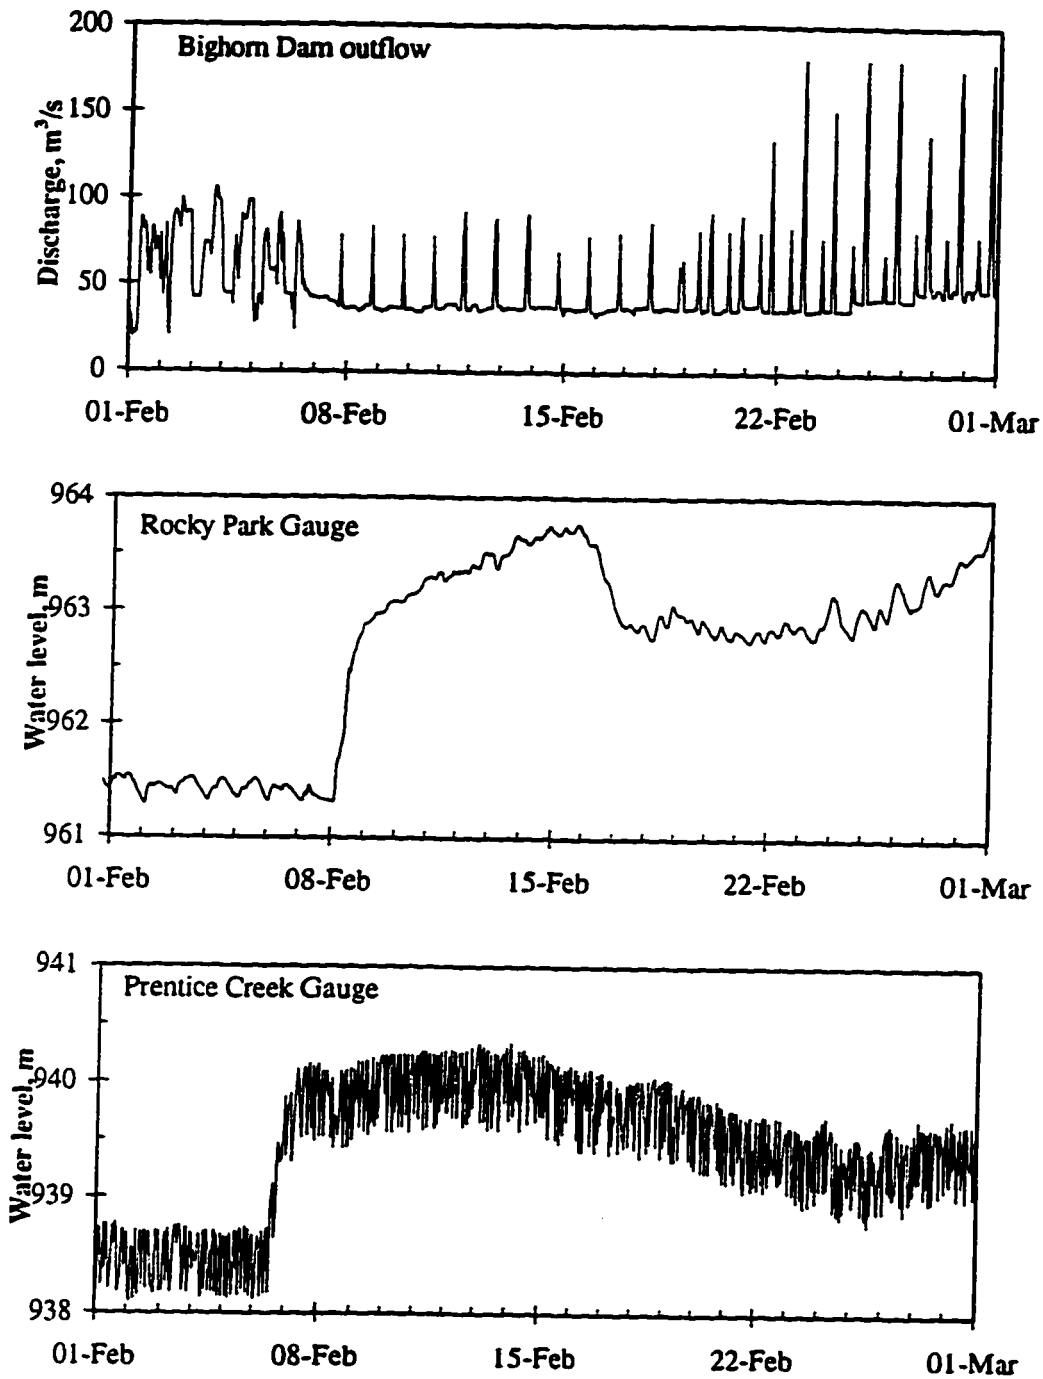 200
Bighorn Dam outflow
Discharge, m³/s
150
100
50
0
01-Feb 08-Feb 15-Feb 22-Feb 01-Mar
964
Rocky Park Gauge
Water level, m
963
962
961
01-Feb 08-Feb 15-Feb 22-Feb 01-Mar
941
Prentice Creek Gauge
Water level, m
940
939
938
01-Feb 08-Feb 15-Feb 22-Feb 01-Mar